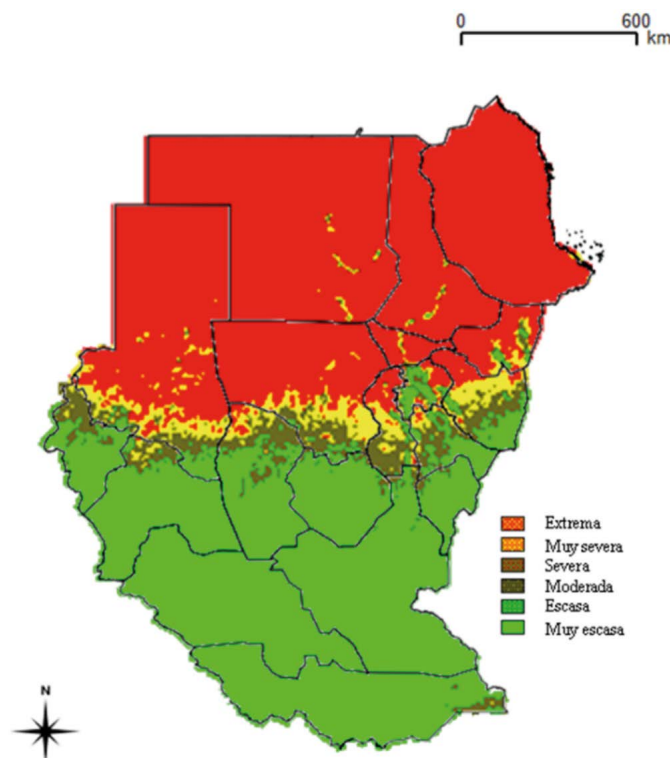 0 600
km
Extrema
Muy severa
Severa
Moderada
Escasa
Muy escasa
N